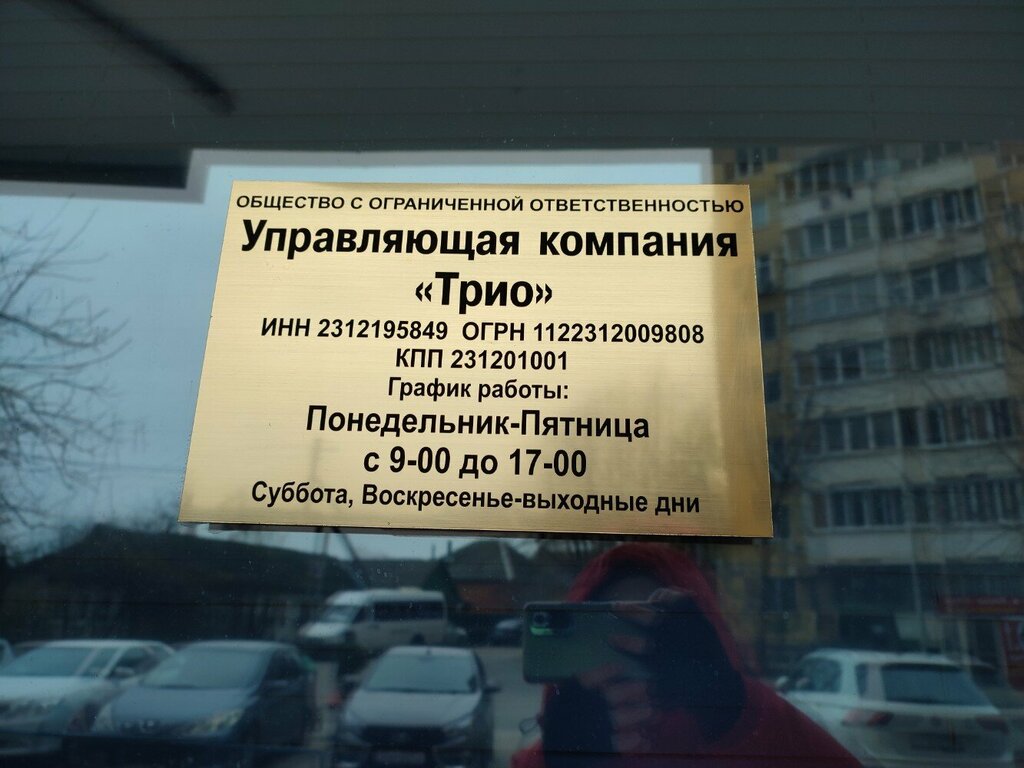 ОБЩЕСТВО С ОГРАНИЧЕННОЙ ОТВЕТСТВЕННОСТЬЮ
Управляющая компания
«Трио»
ИНН 2312195849 ОГРН 1122312009808
КПП 231201001
График работы:
Понедельник-Пятница
с 9-00 до 17-00
Суббота, Воскресенье-выходные дни